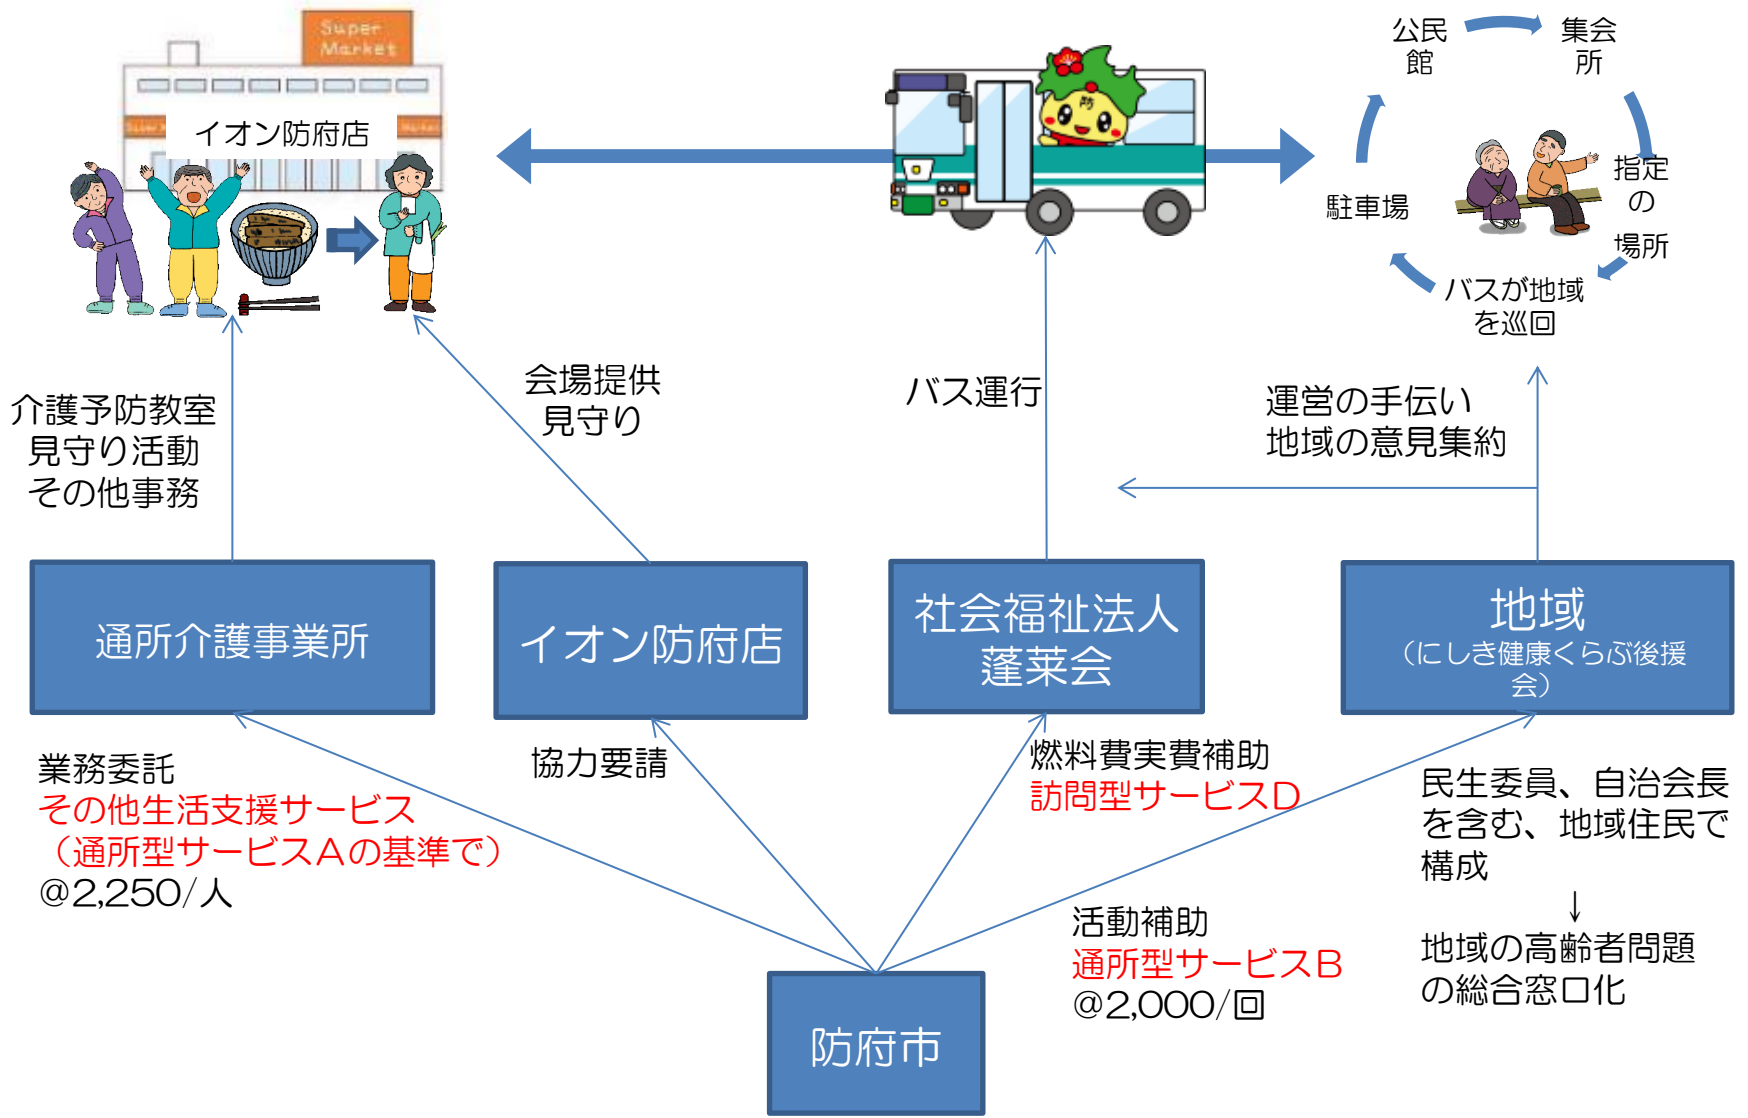 Super
Market
イオン防府店
防
公民
館
集会
所
指定
の
場所
駐車場
バスが地域
を巡回
介護予防教室
見守り活動
その他事務
会場提供
見守り
バス運行
運営の手伝い
地域の意見集約
通所介護事業所
イオン防府店
社会福祉法人
蓬莱会
地域
（にしき健康くらぶ後援
会）
業務委託
その他生活支援サービス
（通所型サービスAの基準で）
@2,250/人
協力要請
燃料費実費補助
訪問型サービスD
活動補助
通所型サービスB
@2,000/回
民生委員、自治会長
を含む、地域住民で
構成
↓
地域の高齢者問題
の総合窓口化
防府市